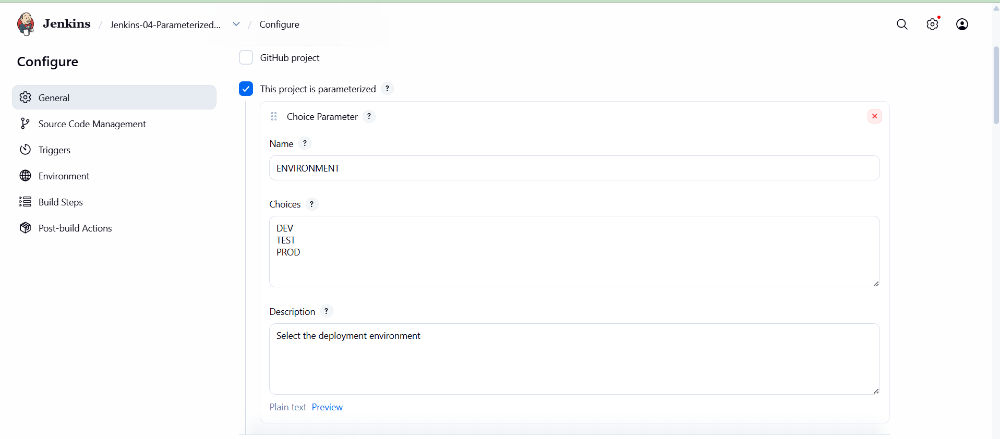 Jenkins / Jenkins-04-Parameterized... / Configure
Configure
General
Source Code Management
Triggers
Environment
Build Steps
Post-build Actions
GitHub project
This project is parameterized ?
Choice Parameter ?
Name ?
ENVIRONMENT
Choices ?
DEV
TEST
PROD
Description ?
Select the deployment environment
Plain text Preview